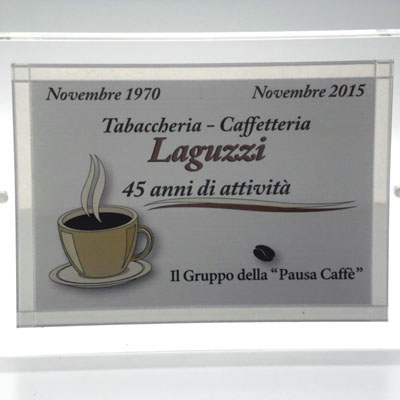 Novembre 1970 Novembre 2015
Tabaccheria - Caffetteria
Laguzzi
45 anni di attività
Il Gruppo della “Pausa Caffè”